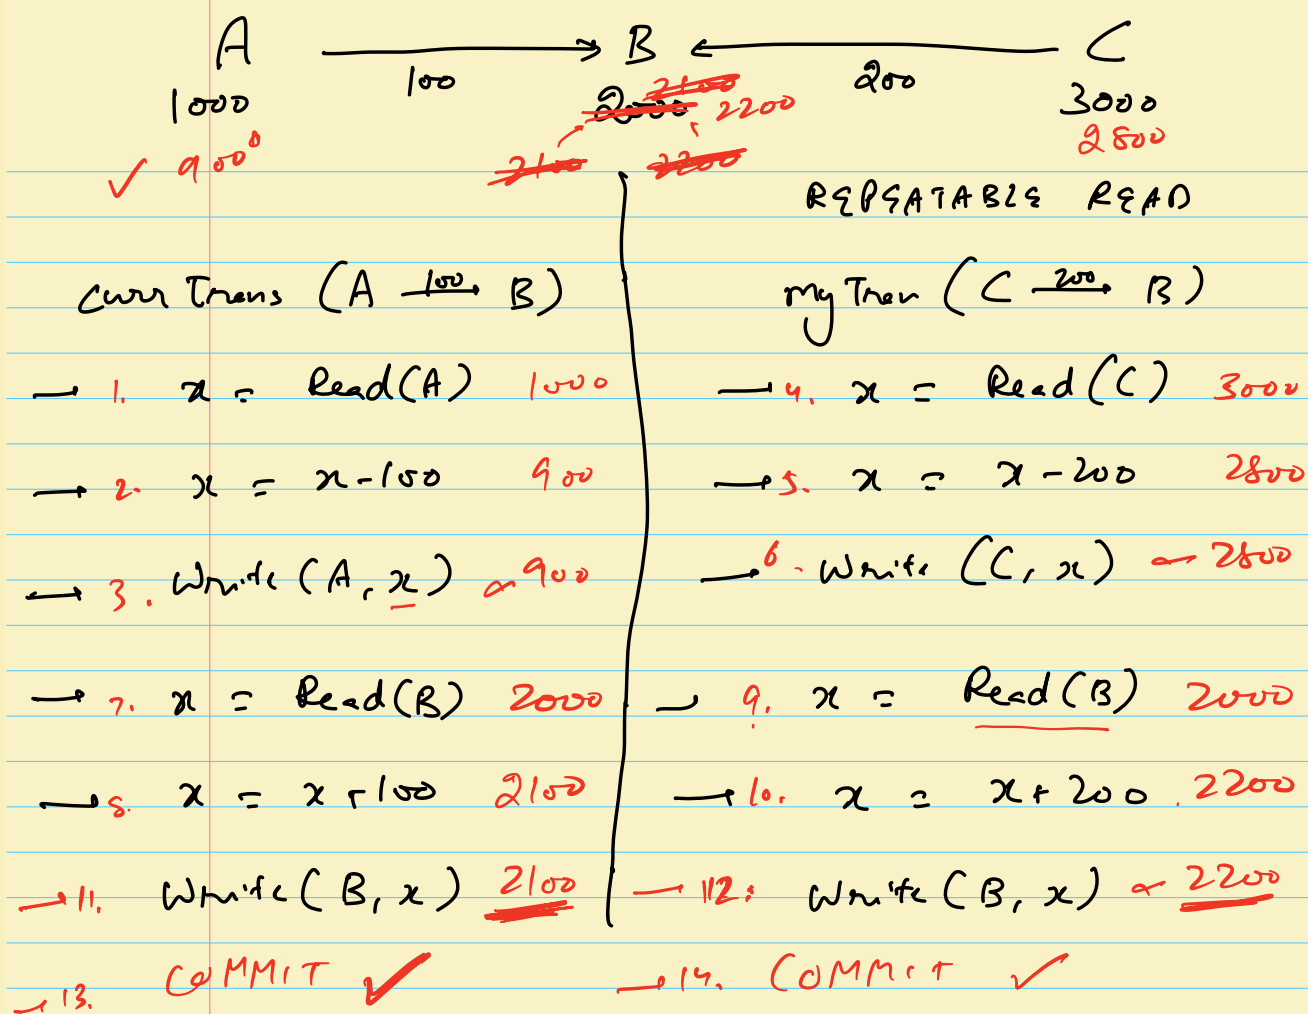 A → B ← C
100 200
1000 2000 2100 2200 3000
✓ 900 2100 2200 2800
REPEATABLE READ
Curr Trans (A 100→ B)
→ 1. x = Read(A) 1000
→ 2. x = x-100 900
→ 3. Write (A, x) 900
→ 7. x = Read(B) 2000
→ 8. x = x+100 2100
→ 11. Write (B, x) 2100
→ 13. COMMIT ✓
my Tran (C 200→ B)
→ 4. x = Read(C) 3000
→ 5. x = x-200 2800
→ 6. Write (C, x) 2800
9. x = Read(B) 2000
→ 10. x = x+200 2200
→ 12. Write (B, x) 2200
→ 14. COMMIT ✓